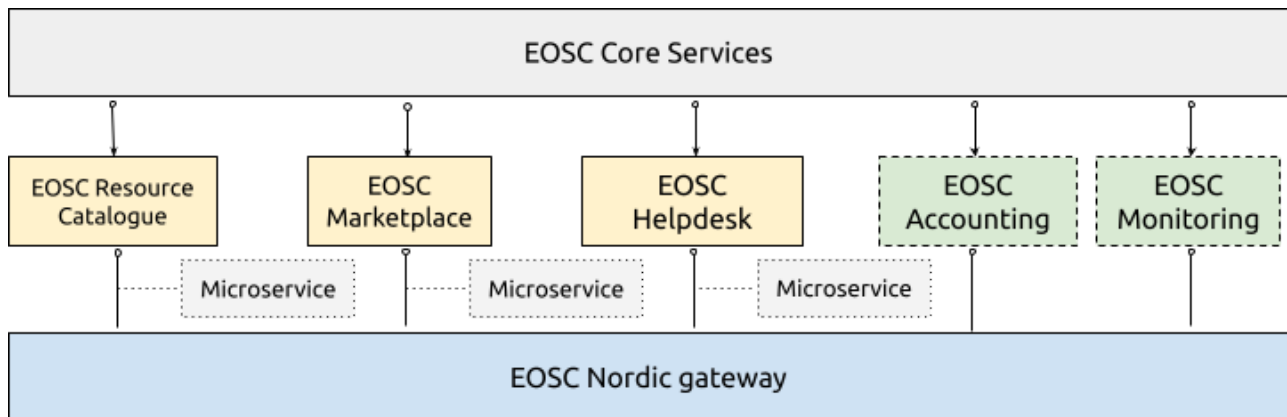 EOSC Core Services
EOSC Resource
Catalogue
EOSC
Marketplace
EOSC
Helpdesk
EOSC
Accounting
EOSC
Monitoring
Microservice
Microservice
Microservice
EOSC Nordic gateway